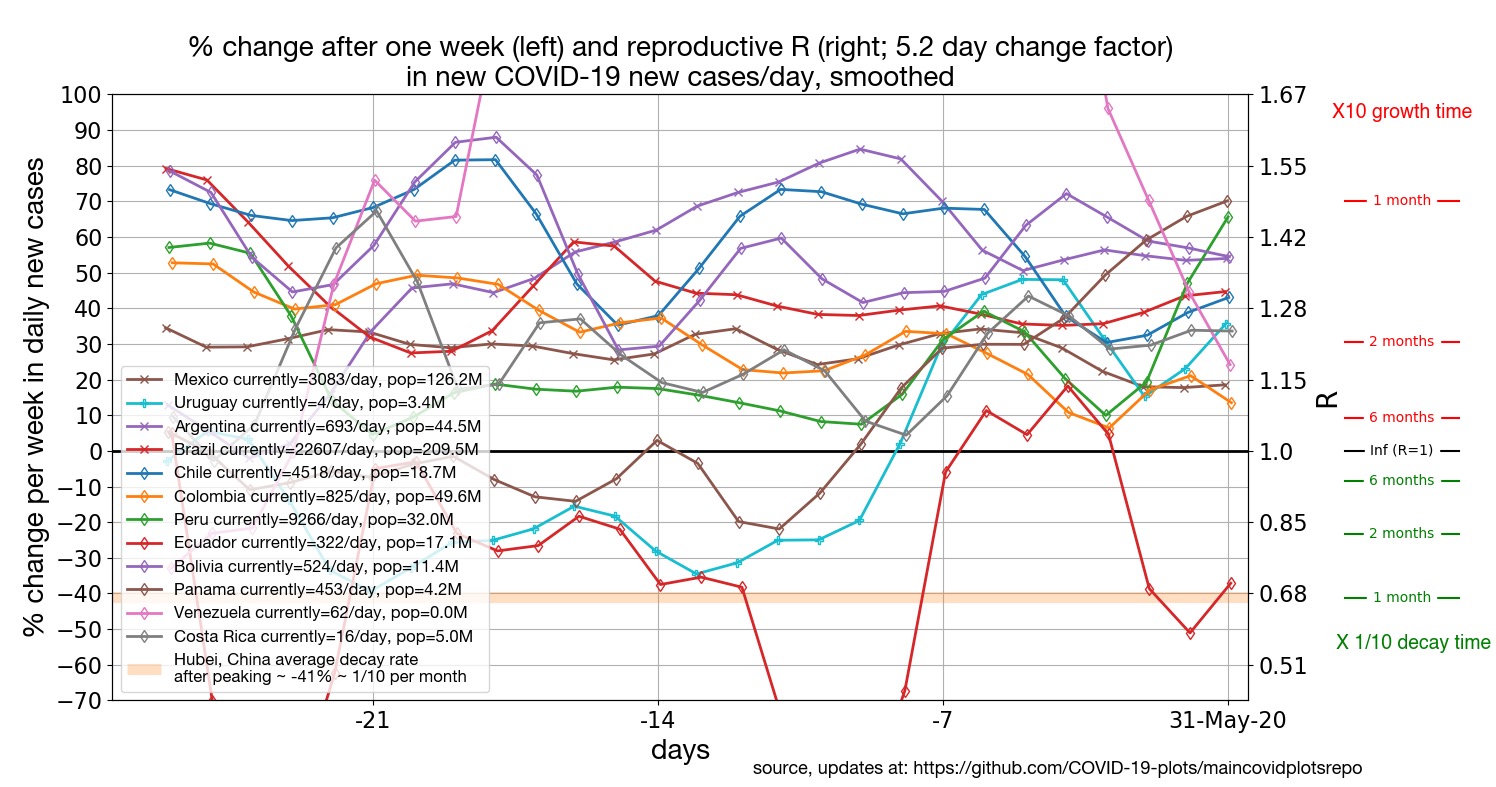 % change after one week (left) and reproductive R (right; 5.2 day change factor)
in new COVID-19 new cases/day, smoothed
% change per week in daily new cases
100
90
80
70
60
50
40
30
20
10
0
−10
−20
−30
−40
−50
−60
−70
Mexico currently=3083/day, pop=126.2M
Uruguay currently=4/day, pop=3.4M
Argentina currently=693/day, pop=44.5M
Brazil currently=22607/day, pop=209.5M
Chile currently=4518/day, pop=18.7M
Colombia currently=825/day, pop=49.6M
Peru currently=9266/day, pop=32.0M
Ecuador currently=322/day, pop=17.1M
Bolivia currently=524/day, pop=11.4M
Panama currently=453/day, pop=4.2M
Venezuela currently=62/day, pop=0.0M
Costa Rica currently=16/day, pop=5.0M
Hubei, China average decay rate
after peaking ~ -41% ~ 1/10 per month
-21
-14
-7
31-May-20
days
1.67
1.55
1.42
1.28
1.15
1.0
0.85
0.68
0.51
R
X10 growth time
1 month
2 months
6 months
Inf (R=1)
6 months
2 months
1 month
X 1/10 decay time
source, updates at: https://github.com/COVID-19-plots/maincovidplotsrepo